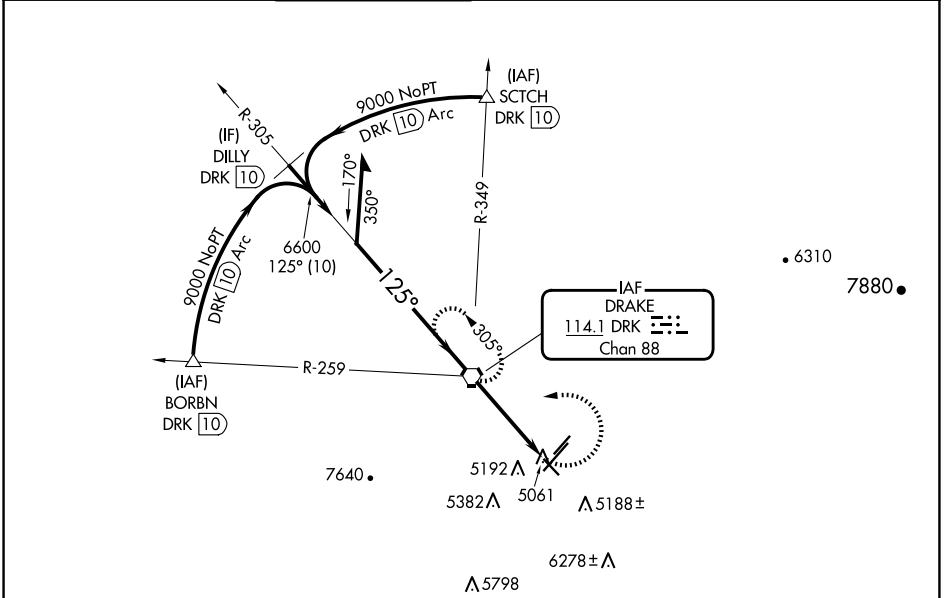 (IAF)
SCTCH
DRK 10
9000 NoPT
DRK 10 Arc
R-305
(IF)
DILLY
DRK 10
170°
350°
R-349
6600
125° (10)
9000 NoPT
DRK 10 Arc
125°
6310
7880
IAF
DRAKE
114.1 DRK
Chan 88
305°
R-259
(IAF)
BORBN
DRK 10
7640
5192
5061
5382
5188±
6278±
5798